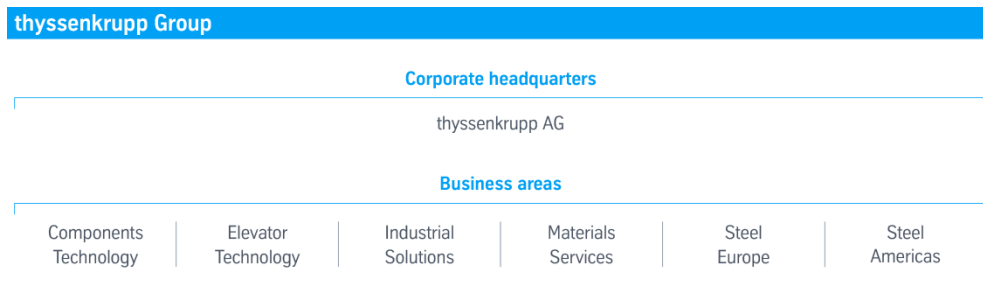 thyssenkrupp Group
Corporate headquarters
thyssenkrupp AG
Business areas
Components Technology
Elevator Technology
Industrial Solutions
Materials Services
Steel Europe
Steel Americas